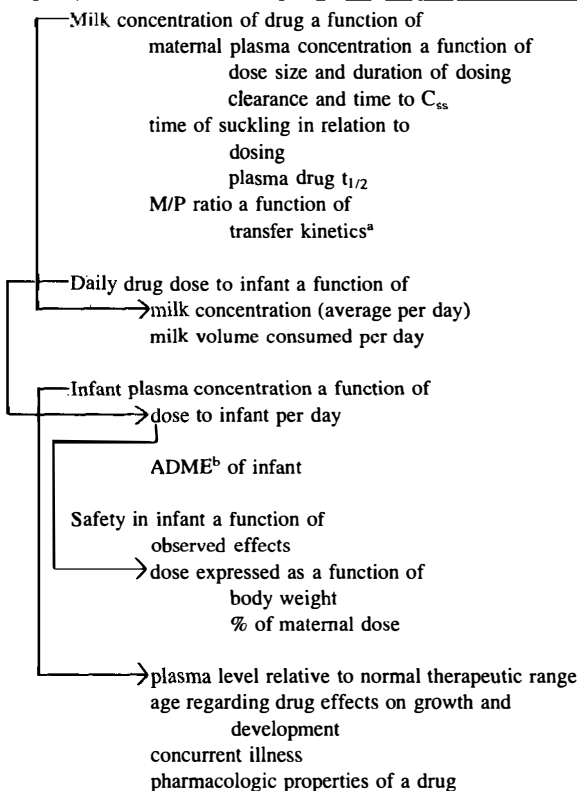 Milk concentration of drug a function of
maternal plasma concentration a function of
dose size and duration of dosing
clearance and time to Css
time of suckling in relation to
dosing
plasma drug t1/2
M/P ratio a function of
transfer kineticsᵃ
Daily drug dose to infant a function of
milk concentration (average per day)
milk volume consumed per day
Infant plasma concentration a function of
dose to infant per day
ADMEᵇ of infant
Safety in infant a function of
observed effects
dose expressed as a function of
body weight
% of maternal dose
plasma level relative to normal therapeutic range
age regarding drug effects on growth and
development
concurrent illness
pharmacologic properties of a drug